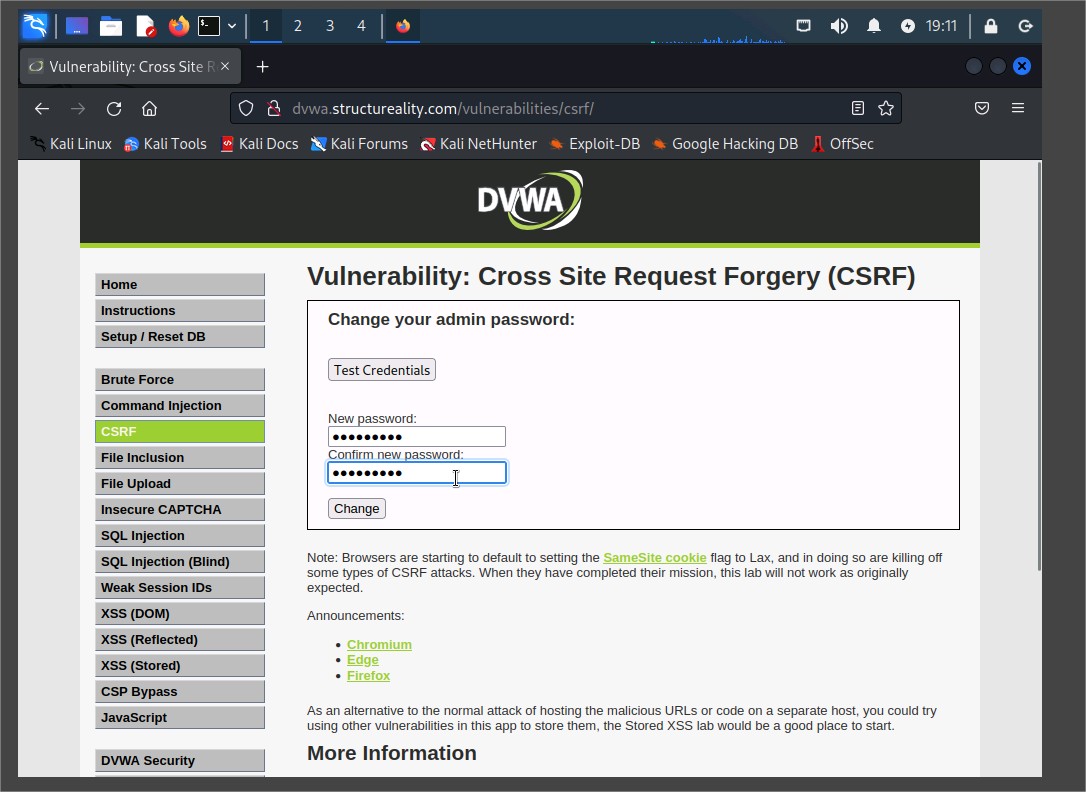 1 2 3 4 19:11
Vulnerability: Cross Site R
dvwa.structureality.com/vulnerabilities/csrf/
Kali Linux Kali Tools Kali Docs Kali Forums Kali NetHunter Exploit-DB Google Hacking DB OffSec
DVWA
Home
Instructions
Setup / Reset DB
Brute Force
Command Injection
CSRF
File Inclusion
File Upload
Insecure CAPTCHA
SQL Injection
SQL Injection (Blind)
Weak Session IDs
XSS (DOM)
XSS (Reflected)
XSS (Stored)
CSP Bypass
JavaScript
DVWA Security
Vulnerability: Cross Site Request Forgery (CSRF)
Change your admin password:
Test Credentials
New password:
●●●●●●●●●
Confirm new password:
●●●●●●●●●
Change
Note: Browsers are starting to default to setting the SameSite cookie flag to Lax, and in doing so are killing off
some types of CSRF attacks. When they have completed their mission, this lab will not work as originally
expected.
Announcements:
• Chromium
• Edge
• Firefox
As an alternative to the normal attack of hosting the malicious URLs or code on a separate host, you could try
using other vulnerabilities in this app to store them, the Stored XSS lab would be a good place to start.
More Information